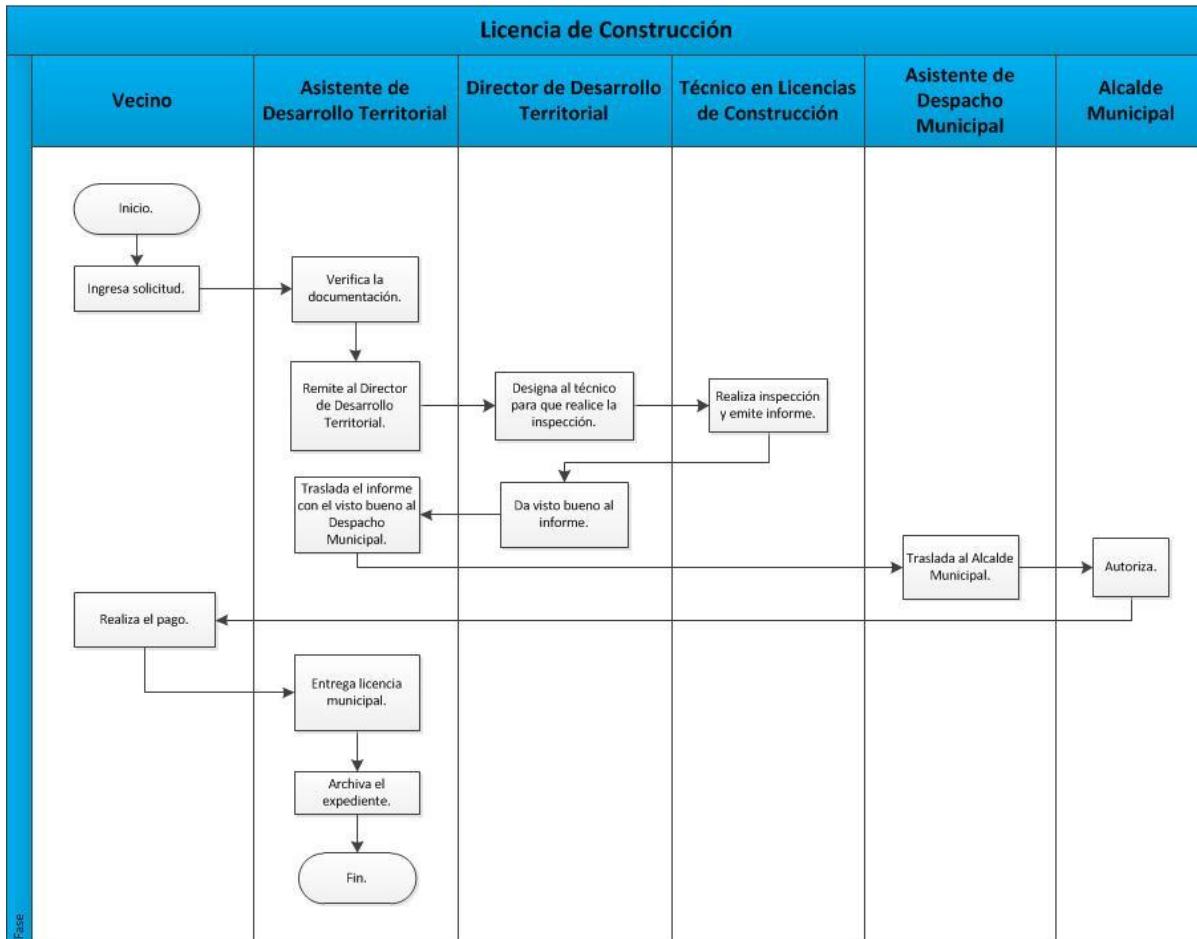 Licencia de Construcción
Vecino
Asistente de
Desarrollo Territorial
Director de Desarrollo
Territorial
Técnico en Licencias
de Construcción
Asistente de
Despacho
Municipal
Alcalde
Municipal
Inicio.
Ingresa solicitud.
Verifica la
documentación.
Remite al Director
de Desarrollo
Territorial.
Designa al técnico
para que realice la
inspección.
Realiza inspección
y emite informe.
Da visto bueno al
informe.
Traslada el informe
con el visto bueno al
Despacho
Municipal.
Traslada al Alcalde
Municipal.
Autoriza.
Realiza el pago.
Entrega licencia
municipal.
Archiva el
expediente.
Fin.
Fase